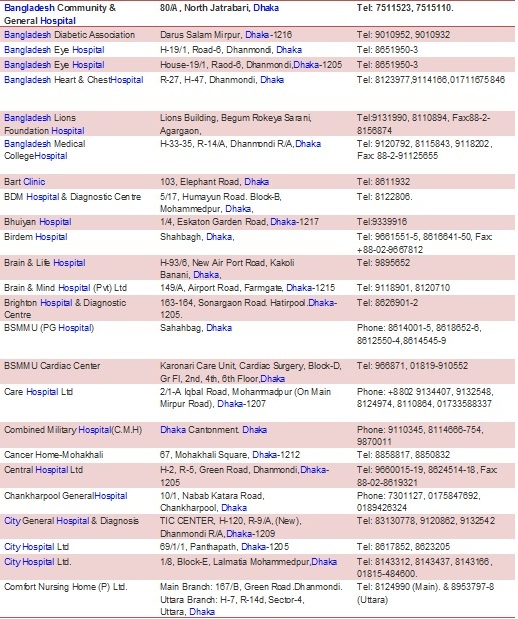 Bangladesh Community & 80/A , North Jatrabari, Dhaka Tel: 7511523, 7515110.
General Hospital
Bangladesh Diabetic Association Darus Salam Mirpur, Dhaka-1216 Tel: 9010952, 9010932
Bangladesh Eye Hospital H-19/1, Road-6, Dhanmondi, Dhaka Tel: 8651950-3
Bangladesh Eye Hospital House-19/1, Raod-6, Dhanmondi,Dhaka-1205 Tel: 8651950-3
Bangladesh Heart & ChestHospital R-27, H-47, Dhanmondi, Dhaka Tel: 8123977,9114166,01711675846
Bangladesh Lions Lions Building, Begum Rokeya Sarani, Tel:9131990, 8110894, Fax:88-2-
Foundation Hospital Agargaon, 8156874
Bangladesh Medical H-33-35, R-14/A, Dhanmondi R/A,Dhaka Tel: 9120792, 8115843, 9118202,
CollegeHospital Fax: 88-2-91125655
Bart Clinic 103, Elephant Road, Dhaka Tel: 8611932
BDM Hospital & Diagnostic Centre 5/17, Humayun Road. Block-B, Tel: 8122806.
Mohammedpur, Dhaka,
Bhuiyan Hospital 1/4, Eskaton Garden Road, Dhaka-1217 Tel:9339916
Birdem Hospital Shahbagh, Dhaka, Tel: 9661551-5, 8616641-50, Fax:
+88-02-9667812
Brain & Life Hospital H-93/6, New Air Port Road, Kakoli Tel: 9895652
Banani, Dhaka,
Brain & Mind Hospital (Pvt) Ltd 149/A, Airport Road, Farmgate, Dhaka-1215 Tel: 9118901, 8120710
Brighton Hospital & Diagnostic 163-164, Sonargaon Road. Hatirpool.Dhaka- Tel: 8626901-2
Centre 1205.
BSMMU (PG Hospital) Sahahbag, Dhaka Phone: 8614001-5, 8618652-6,
8612550-4,8614545-9
BSMMU Cardiac Center Karonari Care Unit, Cardiac Surgery, Block-D, Tel: 966871, 01819-910552
Gr Fl, 2nd, 4th, 6th Floor,Dhaka
Care Hospital Ltd 2/1-A Iqbal Road, Mohammadpur (On Main Phone: +8802 9134407, 9132548,
Mirpur Road), Dhaka-1207 8124974, 8110864, 01733588337
Combined Military Hospital(C.M.H) Dhaka Cantonment. Dhaka Phone: 9110345, 8114666-754,
9870011
Cancer Home-Mohakhali 67, Mohakhali Square, Dhaka-1212 Tel: 8858817, 8850832
Central Hospital Ltd H-2, R-5, Green Road, Dhanmondi,Dhaka- Tel: 9660015-19, 8624514-18, Fax:
1205 88-02-8619321
Chankharpool GeneralHospital 10/1, Nabab Katara Road, Phone: 7301127, 0175847692,
Chankharpool, Dhaka 0189426324
City General Hospital & Diagnosis TIC CENTER, H-120, R-9/A, (New), Tel: 83130778, 9120862, 9132542
Dhanmondi R/A,Dhaka-1209
City Hospital Ltd 69/1/1, Panthapath, Dhaka-1205 Tel: 8617852, 8623205
City Hospital Ltd. 1/8, Block-E, Lalmatia Mohammedpur,Dhaka Tel: 8143312, 8143437, 8143166,
01815-484600.
Comfort Nursing Home (P) Ltd. Main Branch: 167/B, Green Road.Dhanmondi. Tel: 8124990 (Main). & 8953797-8
Uttara Branch: H-7, R-14d, Sector-4, (Uttara)
Uttara, Dhaka